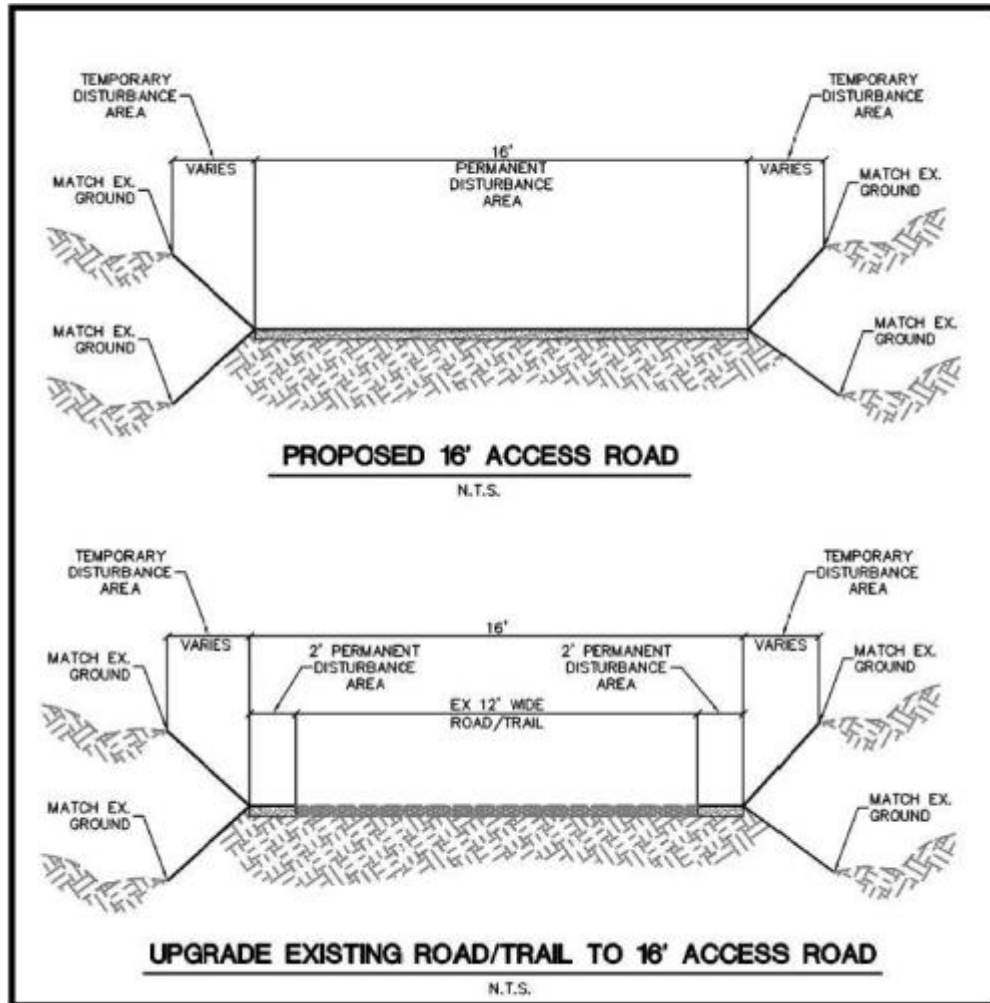 TEMPORARY
DISTURBANCE
AREA
TEMPORARY
DISTURBANCE
AREA
16'
VARIES
PERMANENT
DISTURBANCE
AREA
VARIES
MATCH EX.
GROUND
MATCH EX.
GROUND
MATCH EX.
GROUND
MATCH EX.
GROUND
PROPOSED 16' ACCESS ROAD
N.T.S.
TEMPORARY
DISTURBANCE
AREA
TEMPORARY
DISTURBANCE
AREA
16'
VARIES
VARIES
2' PERMANENT
DISTURBANCE
AREA
2' PERMANENT
DISTURBANCE
AREA
MATCH EX.
GROUND
MATCH EX.
GROUND
EX 12' WIDE
ROAD/TRAIL
MATCH EX.
GROUND
MATCH EX.
GROUND
UPGRADE EXISTING ROAD/TRAIL TO 16' ACCESS ROAD
N.T.S.